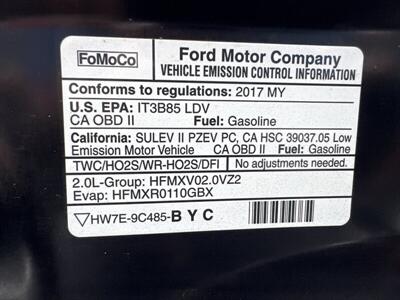 FoMoCo
Ford Motor Company
VEHICLE EMISSION CONTROL INFORMATION
Conforms to regulations: 2017 MY
U.S. EPA: IT3B85 LDV
CA OBD II Fuel: Gasoline
California: SULEV II PZEV PC, CA HSC 39037.05 Low
Emission Motor Vehicle CA OBD II Fuel: Gasoline
TWC/HO2S/WR-HO2S/DFI No adjustments needed.
2.0L-Group: HFMXV02.0VZ2
Evap: HFMXR0110GBX
HW7E-9C485-BYC